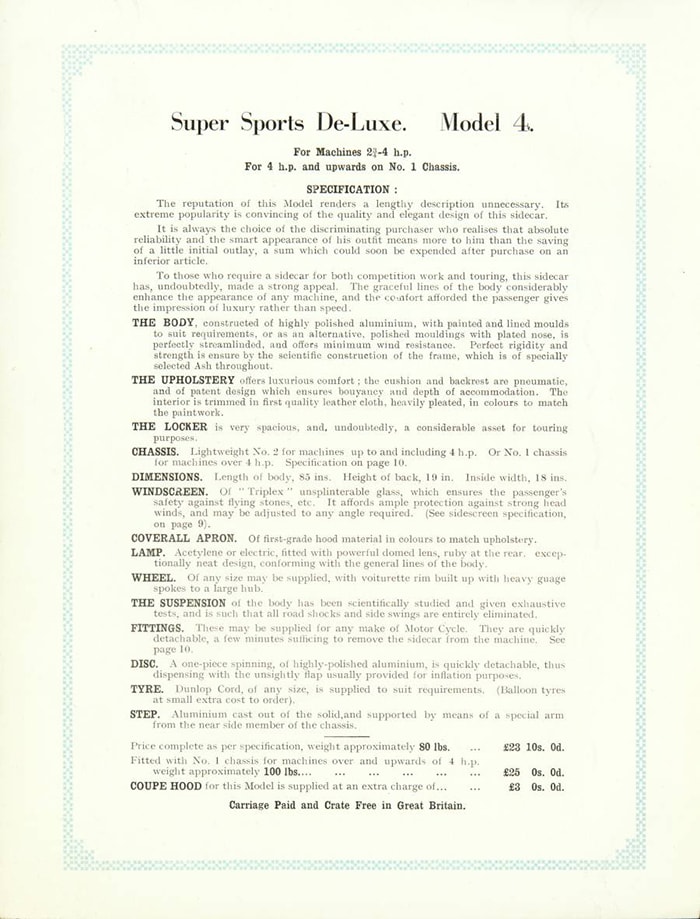 Super Sports De-Luxe. Model 4.
For Machines 2¾-4 h.p.
For 4 h.p. and upwards on No. 1 Chassis.
SPECIFICATION :
The reputation of this Model renders a lengthy description unnecessary. Its
extreme popularity is convincing of the quality and elegant design of this sidecar.
It is always the choice of the discriminating purchaser who realises that absolute
reliability and the smart appearance of his outfit means more to him than the saving
of a little initial outlay, a sum which could soon be expended after purchase on an
inferior article.
To those who require a sidecar for both competition work and touring, this sidecar
has, undoubtedly, made a strong appeal. The graceful lines of the body considerably
enhance the appearance of any machine, and the comfort afforded the passenger gives
the impression of luxury rather than speed.
THE BODY, constructed of highly polished aluminium, with painted and lined moulds
to suit requirements, or as an alternative, polished mouldings with plated nose, is
perfectly streamlinded, and offers minimum wind resistance. Perfect rigidity and
strength is ensure by the scientific construction of the frame, which is of specially
selected Ash throughout.
THE UPHOLSTERY offers luxurious comfort ; the cushion and backrest are pneumatic,
and of patent design which ensures bouyancy and depth of accommodation. The
interior is trimmed in first quality leather cloth, heavily pleated, in colours to match
the paintwork.
THE LOCKER is very spacious, and, undoubtedly, a considerable asset for touring
purposes.
CHASSIS. Lightweight No. 2 for machines up to and including 4 h.p. Or No. 1 chassis
for machines over 4 h.p. Specification on page 10.
DIMENSIONS. Length of body, 85 ins. Height of back, 19 in. Inside width, 18 ins.
WINDSCREEN. Of "Triplex" unsplinterable glass, which ensures the passenger's
safety against flying stones, etc. It affords ample protection against strong head
winds, and may be adjusted to any angle required. (See sidescreen specification,
on page 9).
COVERALL APRON. Of first-grade hood material in colours to match upholstery.
LAMP. Acetylene or electric, fitted with powerful domed lens, ruby at the rear. excep-
tionally neat design, conforming with the general lines of the body.
WHEEL. Of any size may be supplied, with voiturette rim built up with heavy guage
spokes to a large hub.
THE SUSPENSION of the body has been scientifically studied and given exhaustive
tests, and is such that all road shocks and side swings are entirely eliminated.
FITTINGS. These may be supplied for any make of Motor Cycle. They are quickly
detachable, a few minutes sufficing to remove the sidecar from the machine. See
page 10.
DISC. A one-piece spinning, of highly-polished aluminium, is quickly detachable, thus
dispensing with the unsightly flap usually provided for inflation purposes.
TYRE. Dunlop Cord, of any size, is supplied to suit requirements. (Balloon tyres
at small extra cost to order).
STEP. Aluminium cast out of the solid,and supported by means of a special arm
from the near side member of the chassis.
Price complete as per specification, weight approximately 80 lbs. ... £23 10s. 0d.
Fitted with No. 1 chassis for machines over and upwards of 4 h.p.
weight approximately 100 lbs.... ... ... ... ... ... £25 0s. 0d.
COUPE HOOD for this Model is supplied at an extra charge of... ... £3 0s. 0d.
Carriage Paid and Crate Free in Great Britain.